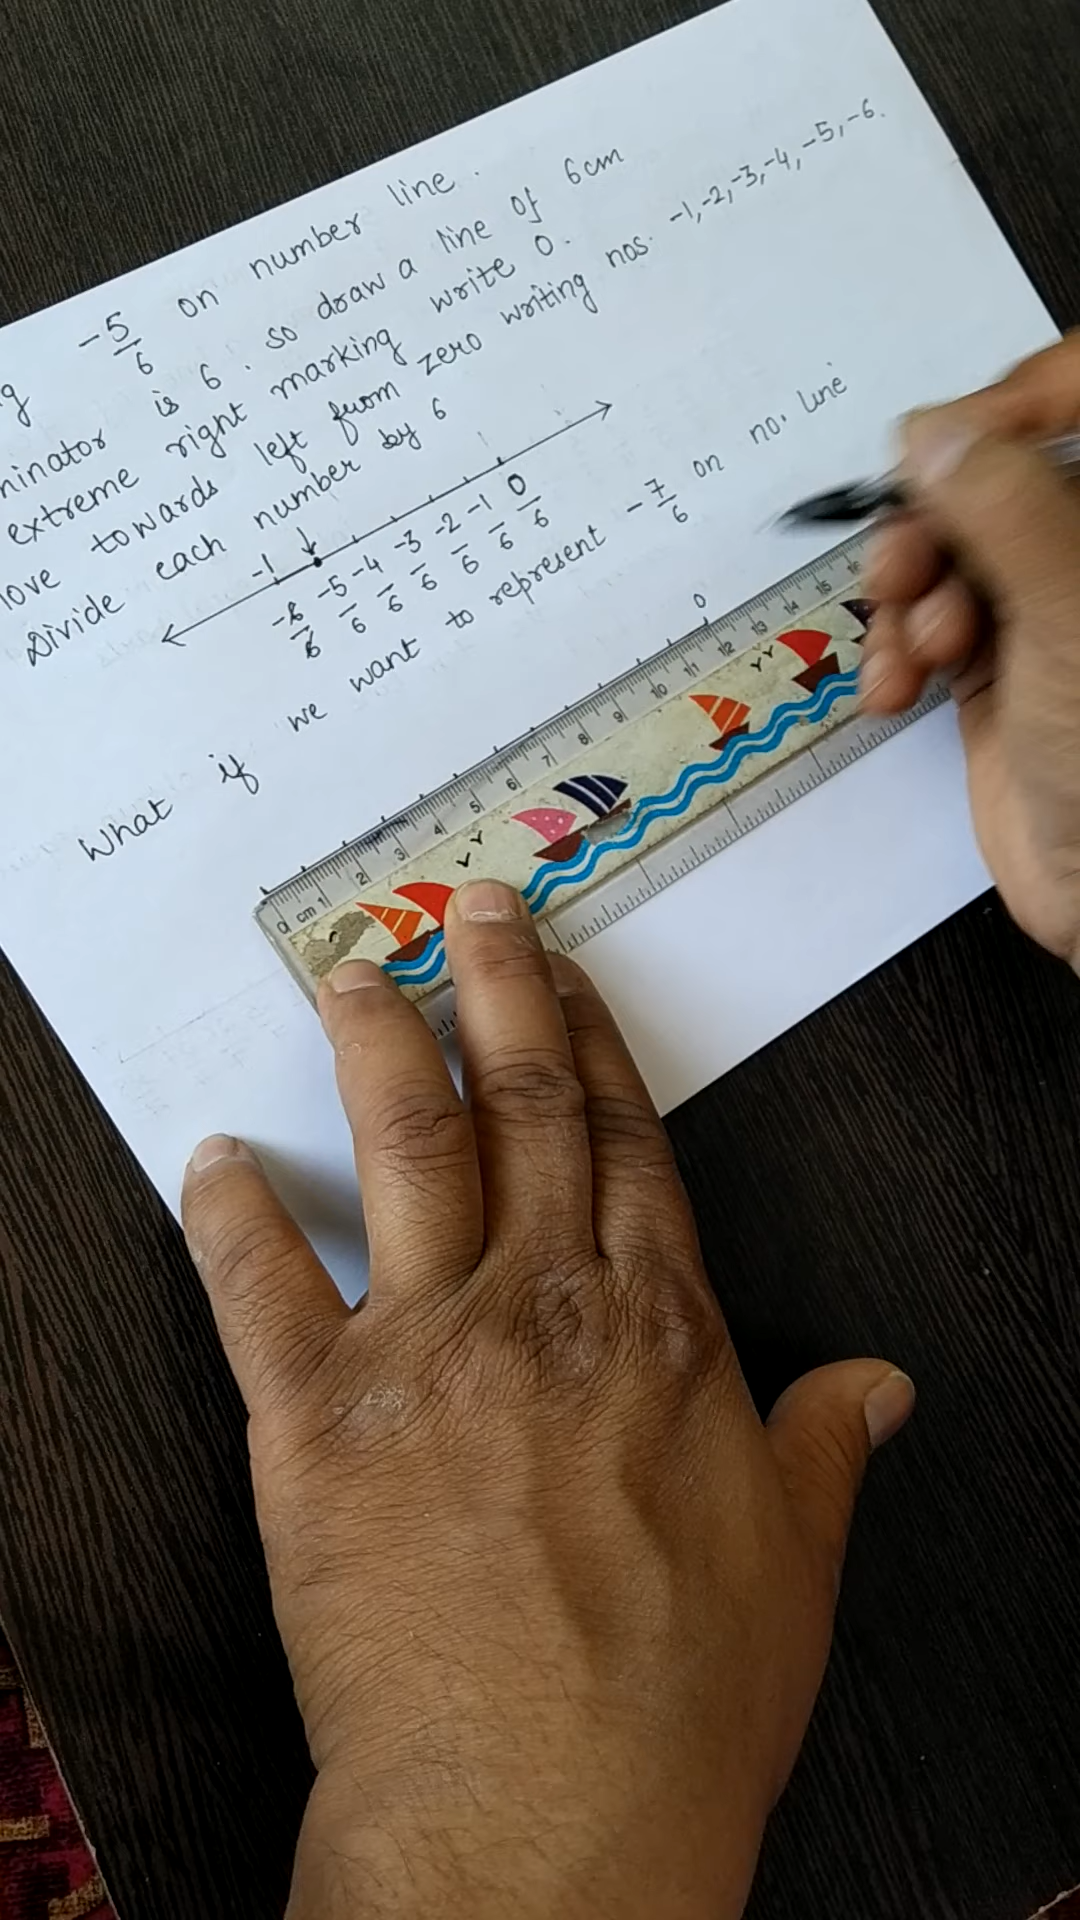 -5/6 on number line.
is 6. so draw a line of 6cm
extreme right marking write 0.
towards left from zero writing nos. -1,-2,-3,-4,-5,-6.
Divide each number by 6
-1
-6/6 -5/6 -4/6 -3/6 -2/6 -1/6 0/6
What if we want to represent -7/6 on no. line
0
0 cm 1 2 3 4 5 6 7 8 9 10 11 12 13 14 15